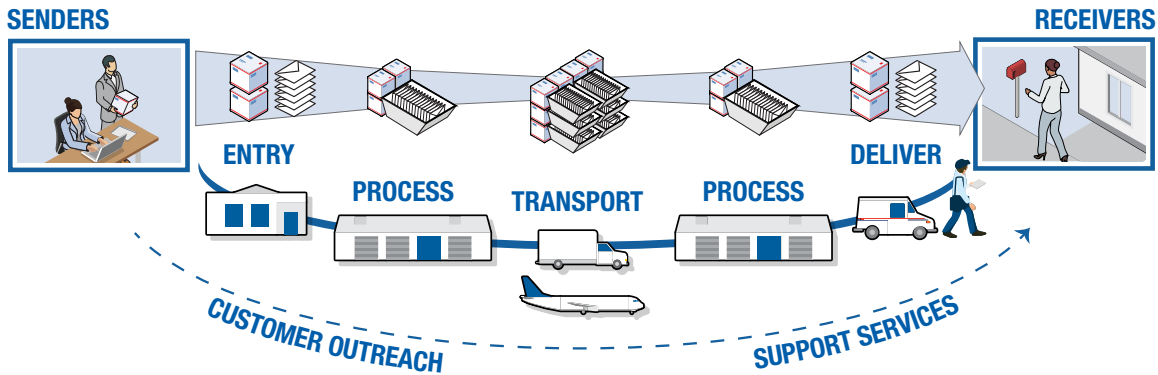 SENDERS
RECEIVERS
ENTRY
DELIVER
PROCESS
TRANSPORT
PROCESS
CUSTOMER OUTREACH
SUPPORT SERVICES